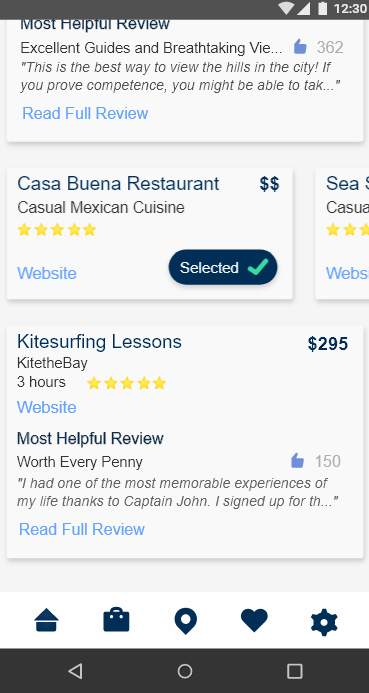 12:30
Most Helpful Review
Excellent Guides and Breathtaking Vie... 362
"This is the best way to view the hills in the city! If
you prove competence, you might be able to tak..."
Read Full Review
Casa Buena Restaurant $$
Casual Mexican Cuisine
Website
Selected
Sea S
Casua
Webs
Kitesurfing Lessons $295
KitetheBay
3 hours
Website
Most Helpful Review
Worth Every Penny 150
"I had one of the most memorable experiences of
my life thanks to Captain John. I signed up for th..."
Read Full Review